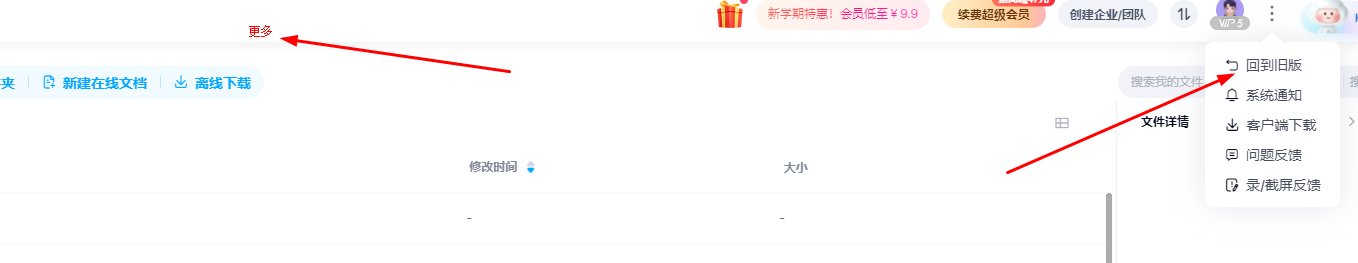 新学期特惠！会员低至￥9.9
续费超级会员
创建企业/团队
VIP 5
更多
夹
新建在线文档
离线下载
搜索我的文件
搜
回到旧版
系统通知
客户端下载
问题反馈
录/截屏反馈
文件详情
修改时间
大小
-
-